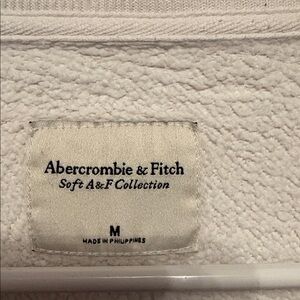 Abercrombie & Fitch
Soft A&F Collection
M
MADE IN PHILIPPINES